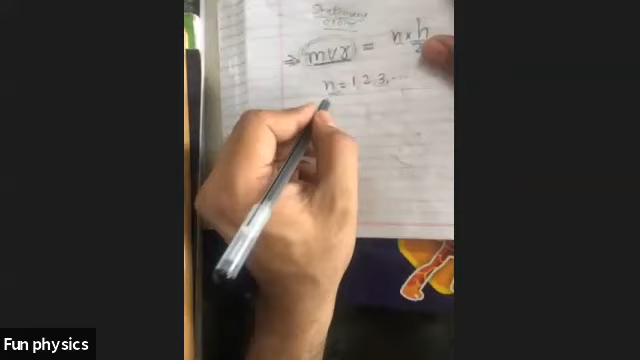 mvr = n × h
n = 1, 2, 3, ...
Fun physics